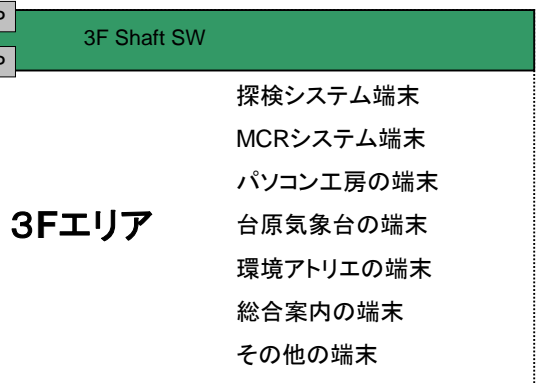 3F Shaft SW
探検システム端末
MCRシステム端末
パソコン工房の端末
３Fエリア
台原気象台の端末
環境アトリエの端末
総合案内の端末
その他の端末